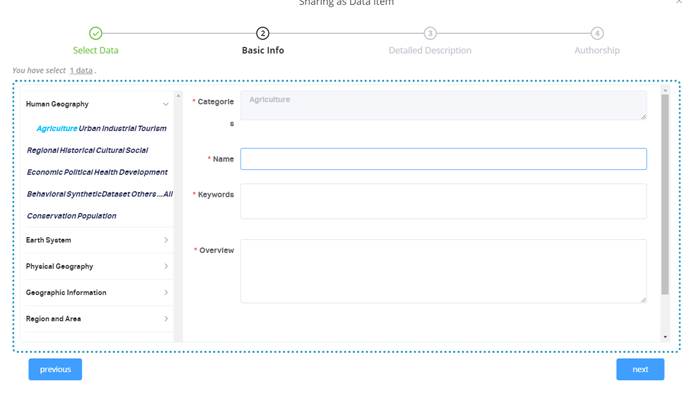 Sharing as Data Item
2
3
4
Select Data
Basic Info
Detailed Description
Authorship
You have select 1 data .
Human Geography
Agriculture Urban Industrial Tourism
Regional Historical Cultural Social
Economic Political Health Development
Behavioral SyntheticDataset Others ...All
Conservation Population
Earth System
Physical Geography
Geographic Information
Region and Area
* Categorie
s
Agriculture
* Name
* Keywords
* Overview
previous
next